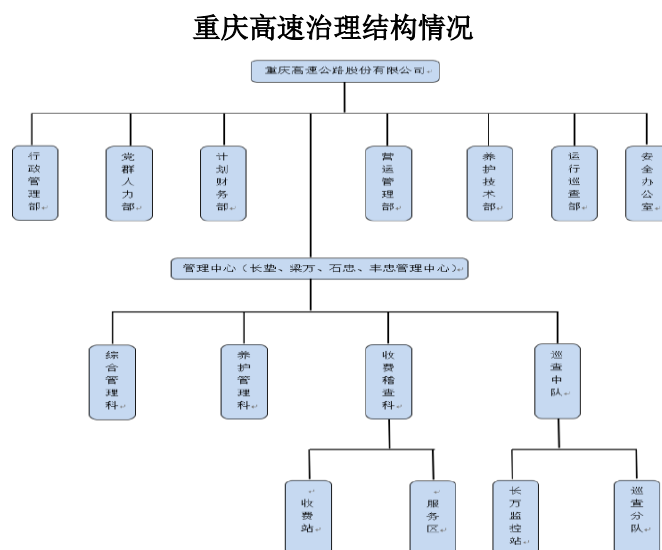 重庆高速治理结构情况
重庆高速公路股份有限公司
行政管理部
党群人力部
计划财务部
营运管理部
养护技术部
运行巡查部
安全办公室
管理中心（长垫、梁万、石忠、丰忠管理中心）
综合管理科
养护管理科
收费稽查科
巡查中队
收费站
服务区
长万监控站
巡查分队